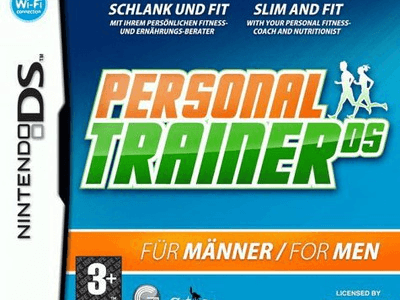 Wi-Fi
connection
NINTENDO DS
SCHLANK UND FIT
MIT IHREM PERSÖNLICHEN FITNESS-
UND ERNÄHRUNGS-BERATER
SLIM AND FIT
WITH YOUR PERSONAL FITNESS-
COACH AND NUTRITIONIST
PERSONAL
TRAINER DS
FÜR MÄNNER / FOR MEN
3+
LICENSED BY